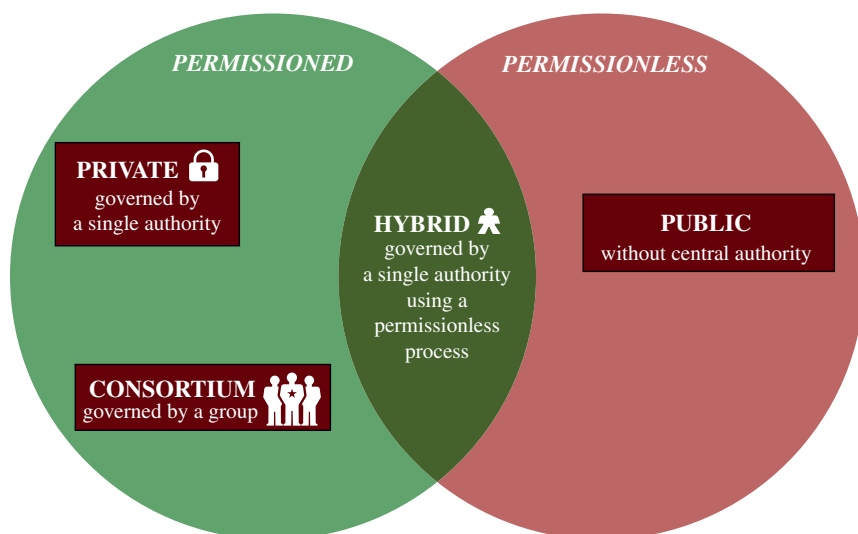 PERMISSIONED
PERMISSIONLESS
PRIVATE
governed by
a single authority
HYBRID
governed by
a single authority
using a
permissionless
process
PUBLIC
without central authority
CONSORTIUM
governed by a group